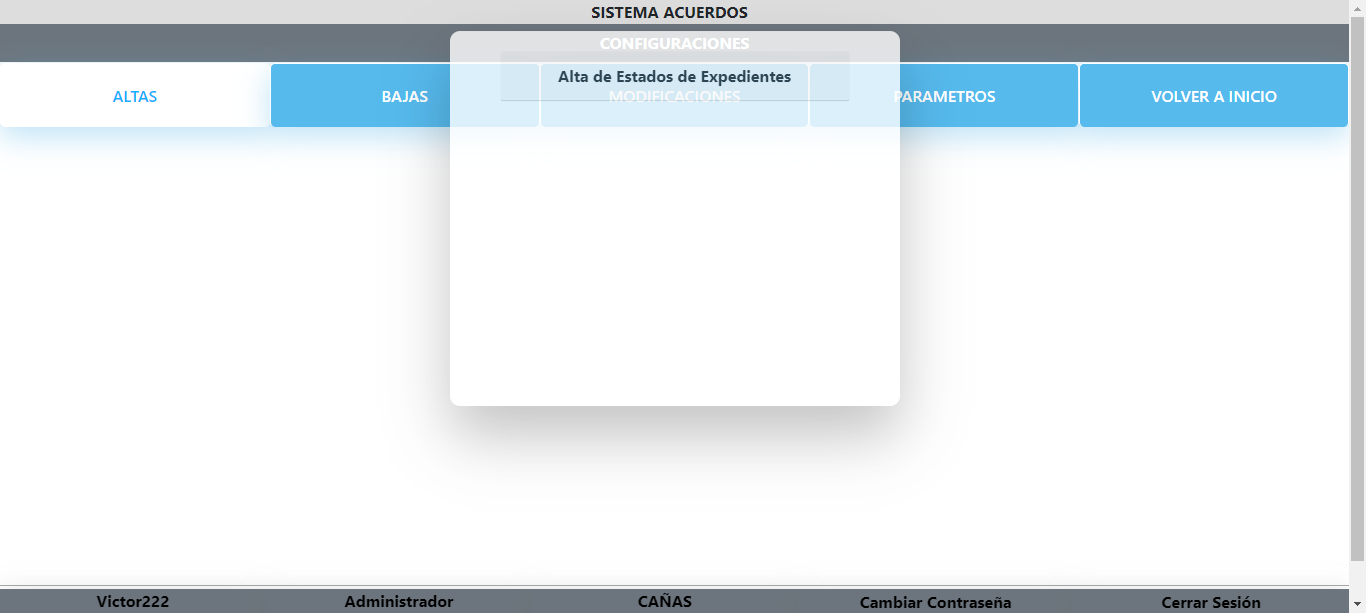 SISTEMA ACUERDOS
CONFIGURACIONES
Alta de Estados de Expedientes
ALTAS
BAJAS
MODIFICACIONES
PARAMETROS
VOLVER A INICIO
Victor222
Administrador
CAÑAS
Cambiar Contraseña
Cerrar Sesión